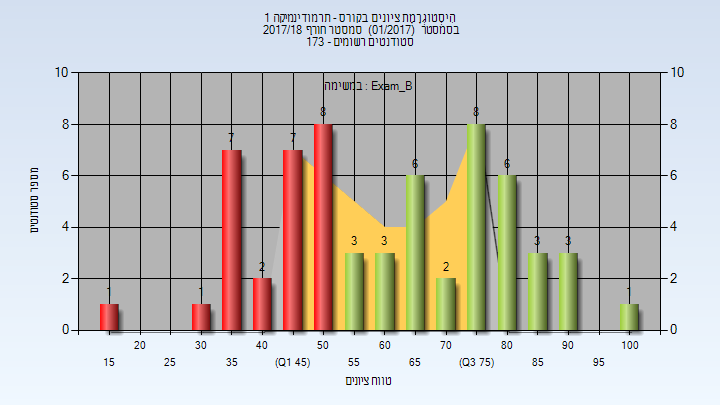 היסטוגרמת ציונים בקורס - תרמודינמיקה 1
בסמסטר (01/2017) סמסטר חורף 2017/18
סטודנטים רשומים - 173
במשימה : Exam_B
מספר סטודנטים
10 10
8 8
6 6
4 4
2 2
0 0
1 1 7 2 7 8 3 3 6 2 8 6 3 3 1
20 30 40 50 60 70 80 90 100
15 25 35 (Q1 45) 55 65 (Q3 75) 85 95
טווח ציונים